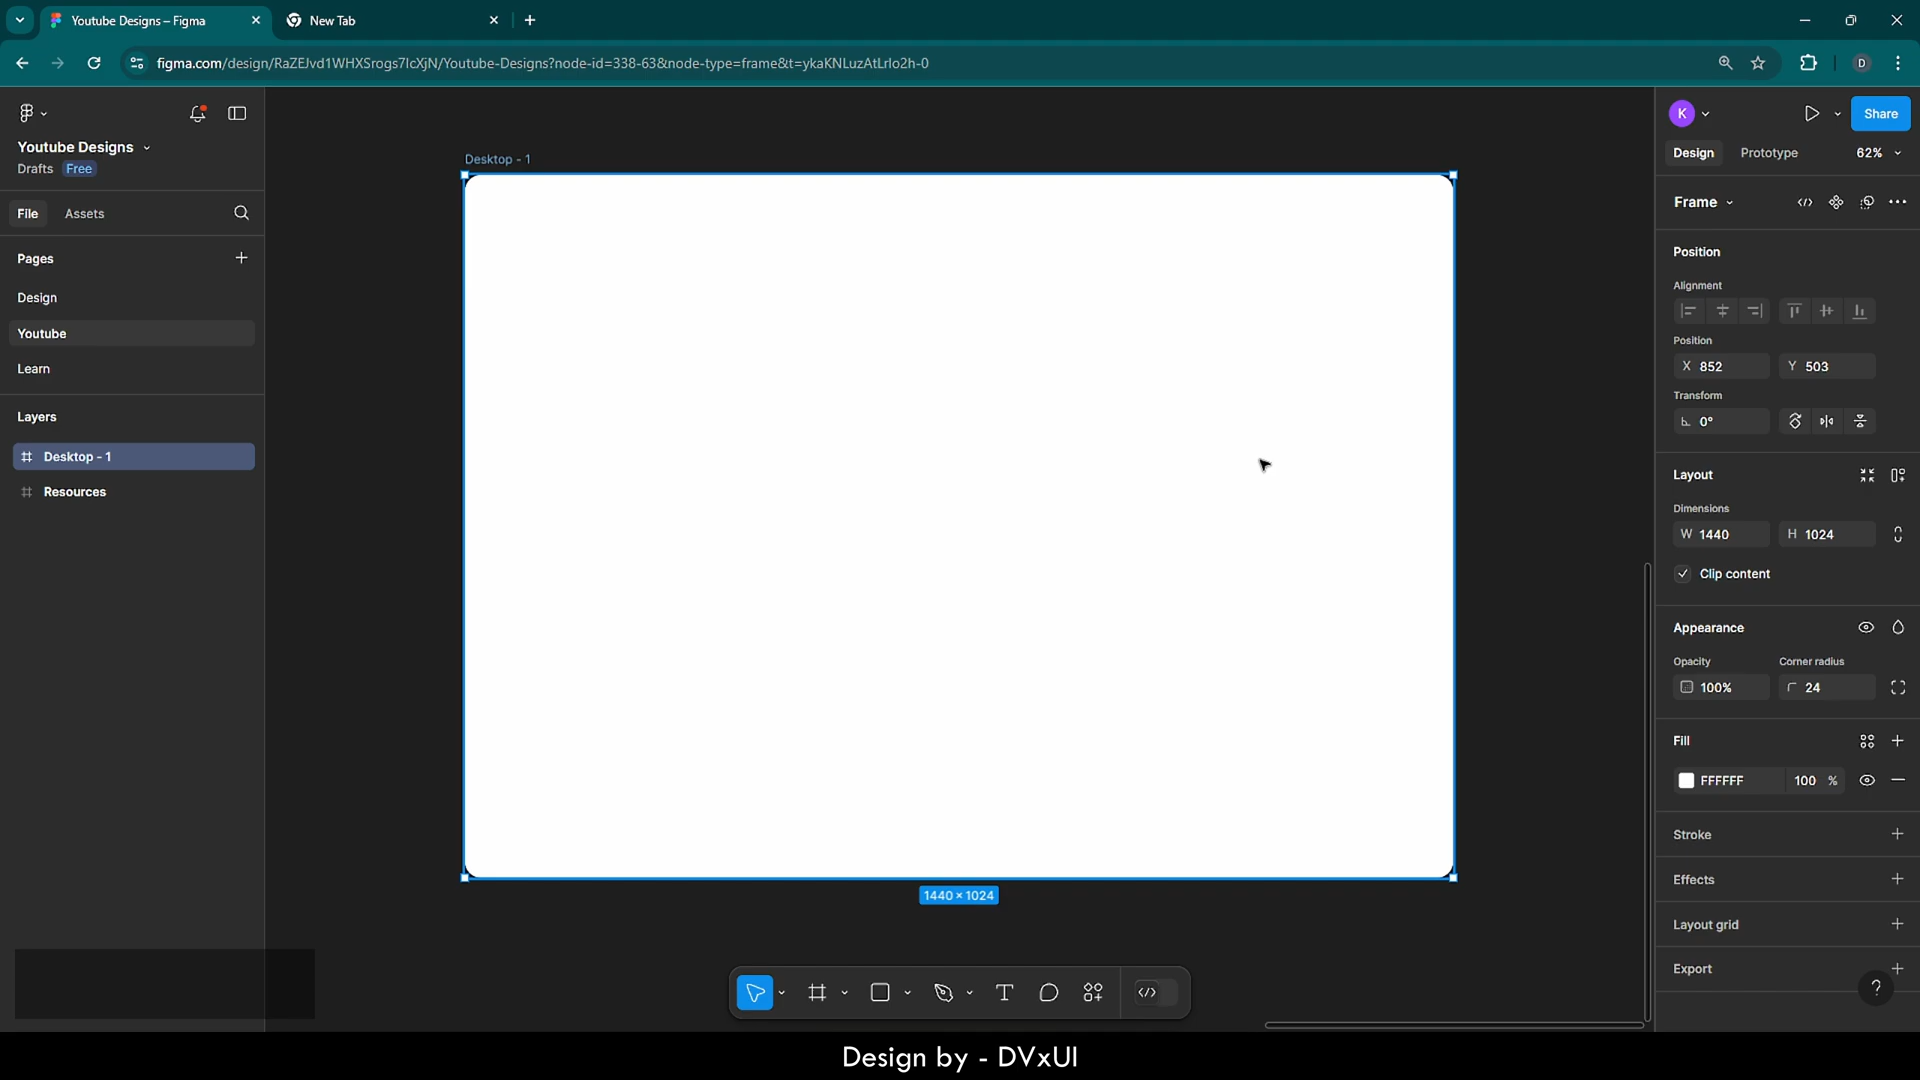 Youtube Designs – Figma
New Tab
figma.com/design/RaZEJvd1WHXSrogs7IcXjN/Youtube-Designs?node-id=338-63&node-type=frame&t=ykaKNLuzAtLrlo2h-0
D
Youtube Designs
Drafts Free
File Assets
Pages
Design
Youtube
Learn
Layers
Desktop - 1
Resources
Desktop - 1
1440 × 1024
K
Share
Design Prototype 62%
Frame
Position
Alignment
Position
X 852 Y 503
Transform
0°
Layout
Dimensions
W 1440 H 1024
Clip content
Appearance
Opacity Corner radius
100% 24
Fill
FFFFFF 100 %
Stroke
Effects
Layout grid
Export
?
Design by - DVxUI